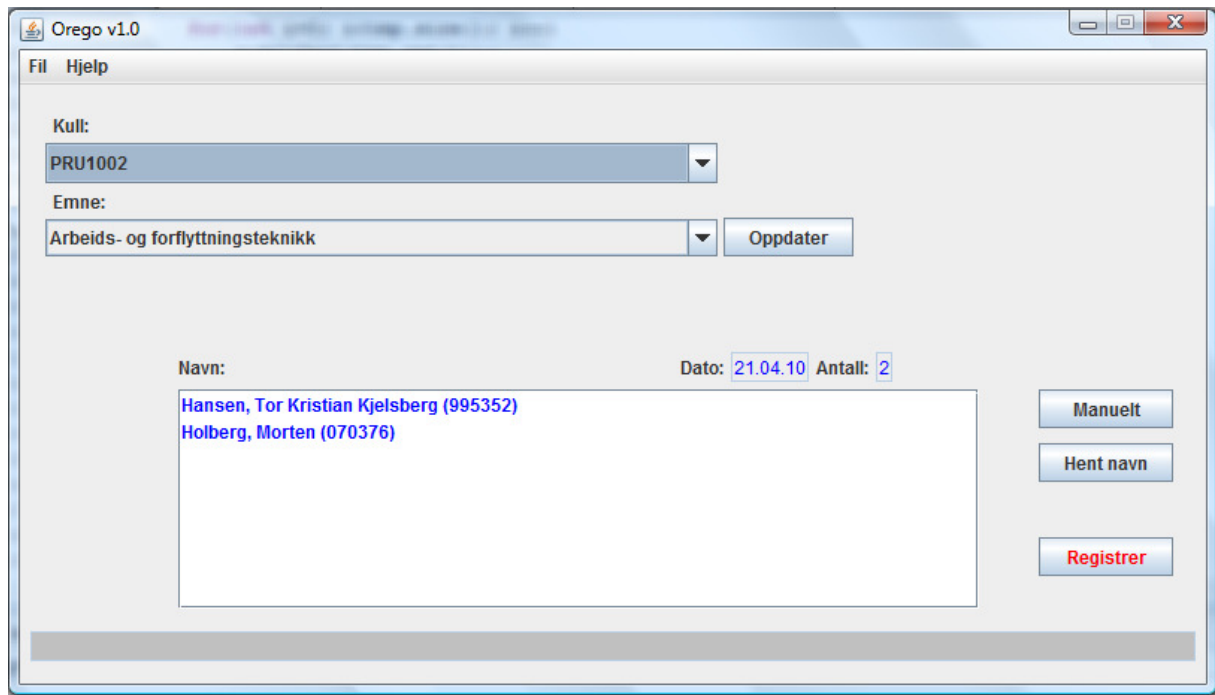 Orego v1.0
Fil Hjelp
Kull:
PRU1002
Emne:
Arbeids- og forflyttningsteknikk
Oppdater
Navn: Dato: 21.04.10 Antall: 2
Hansen, Tor Kristian Kjelsberg (995352)
Holberg, Morten (070376)
Manuelt
Hent navn
Registrer